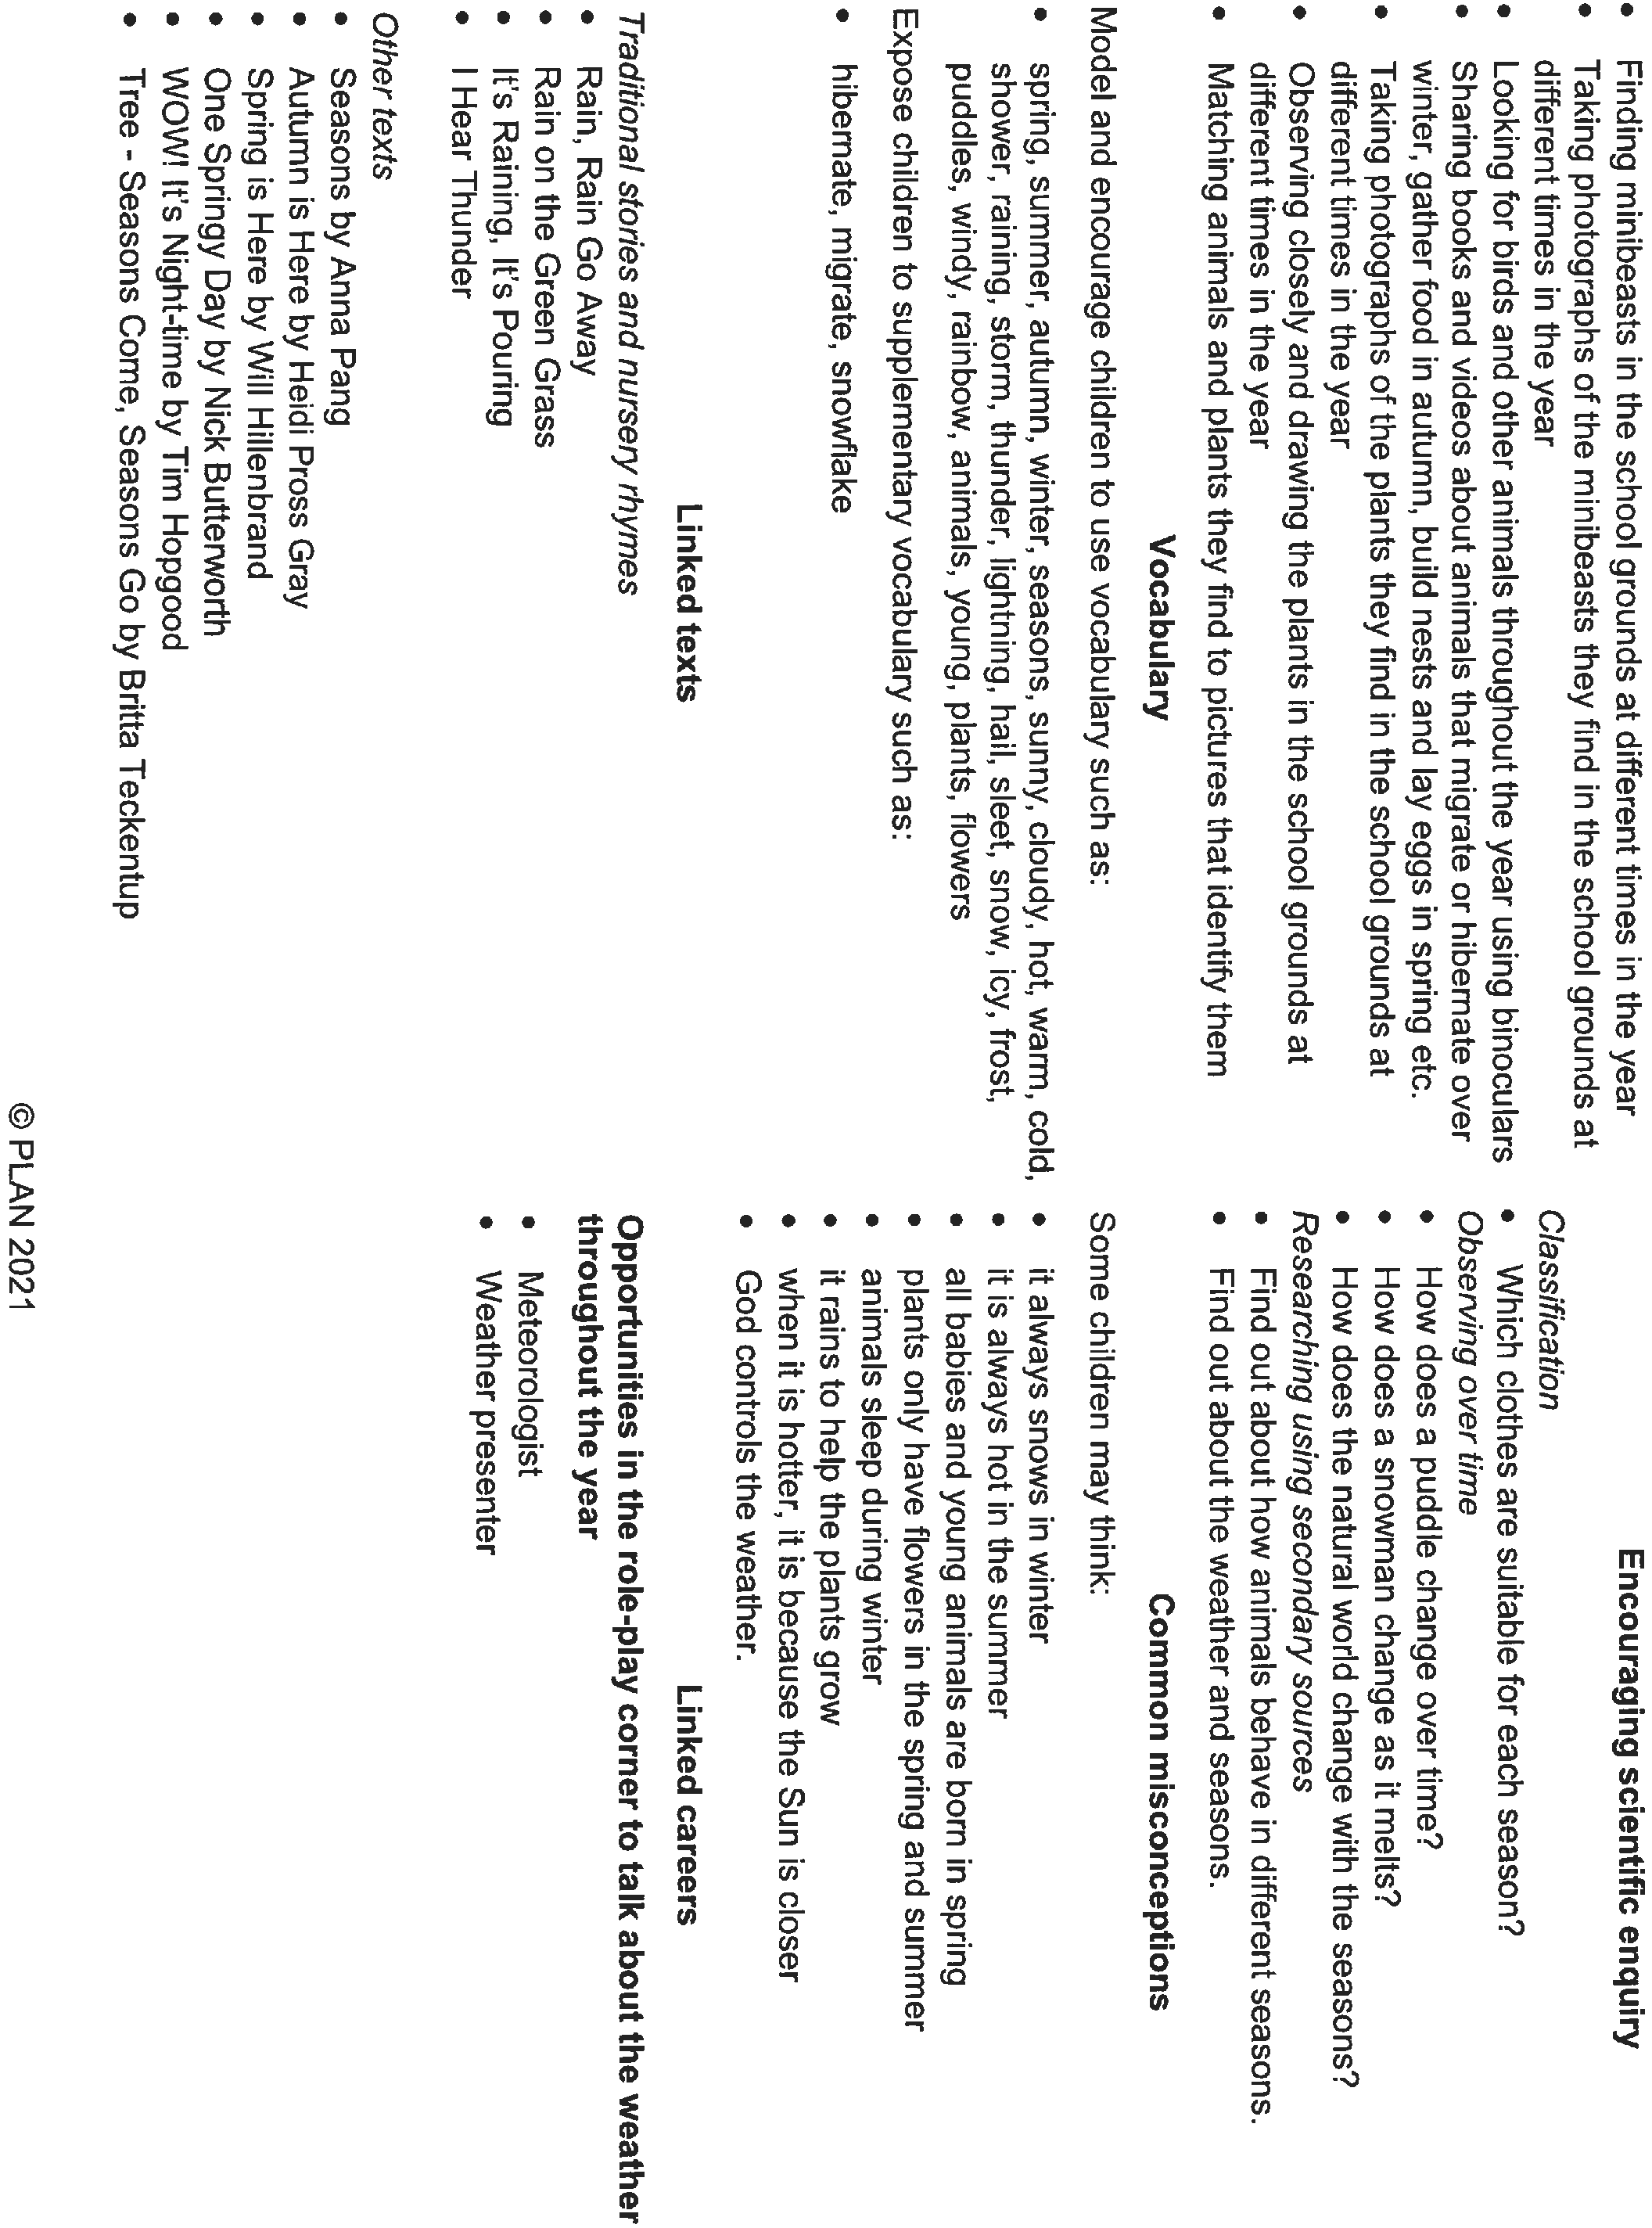 • Finding minibeasts in the school grounds at different times in the year
• Taking photographs of the minibeasts they find in the school grounds at
different times in the year
• Looking for birds and other animals throughout the year using binoculars
• Sharing books and videos about animals that migrate or hibernate over
winter, gather food in autumn, build nests and lay eggs in spring etc.
• Taking photographs of the plants they find in the school grounds at
different times in the year
• Observing closely and drawing the plants in the school grounds at
different times in the year
• Matching animals and plants they find to pictures that identify them
Vocabulary
Model and encourage children to use vocabulary such as:
• spring, summer, autumn, winter, seasons, sunny, cloudy, hot, warm, cold,
shower, raining, storm, thunder, lightning, hail, sleet, snow, icy, frost,
puddles, windy, rainbow, animals, young, plants, flowers
Expose children to supplementary vocabulary such as:
• hibernate, migrate, snowflake
Linked texts
Traditional stories and nursery rhymes
• Rain, Rain Go Away
• Rain on the Green Grass
• It's Raining, It's Pouring
• I Hear Thunder
Other texts
• Seasons by Anna Pang
• Autumn is Here by Heidi Pross Gray
• Spring is Here by Will Hillenbrand
• One Springy Day by Nick Butterworth
• WOW! It's Night-time by Tim Hopgood
• Tree - Seasons Come, Seasons Go by Britta Teckentup
Encouraging scientific enquiry
Classification
• Which clothes are suitable for each season?
Observing over time
• How does a puddle change over time?
• How does a snowman change as it melts?
• How does the natural world change with the seasons?
Researching using secondary sources
• Find out about how animals behave in different seasons.
• Find out about the weather and seasons.
Common misconceptions
Some children may think:
• it always snows in winter
• it is always hot in the summer
• all babies and young animals are born in spring
• plants only have flowers in the spring and summer
• animals sleep during winter
• it rains to help the plants grow
• when it is hotter, it is because the Sun is closer
• God controls the weather.
Linked careers
Opportunities in the role-play corner to talk about the weather
throughout the year
• Meteorologist
• Weather presenter
© PLAN 2021